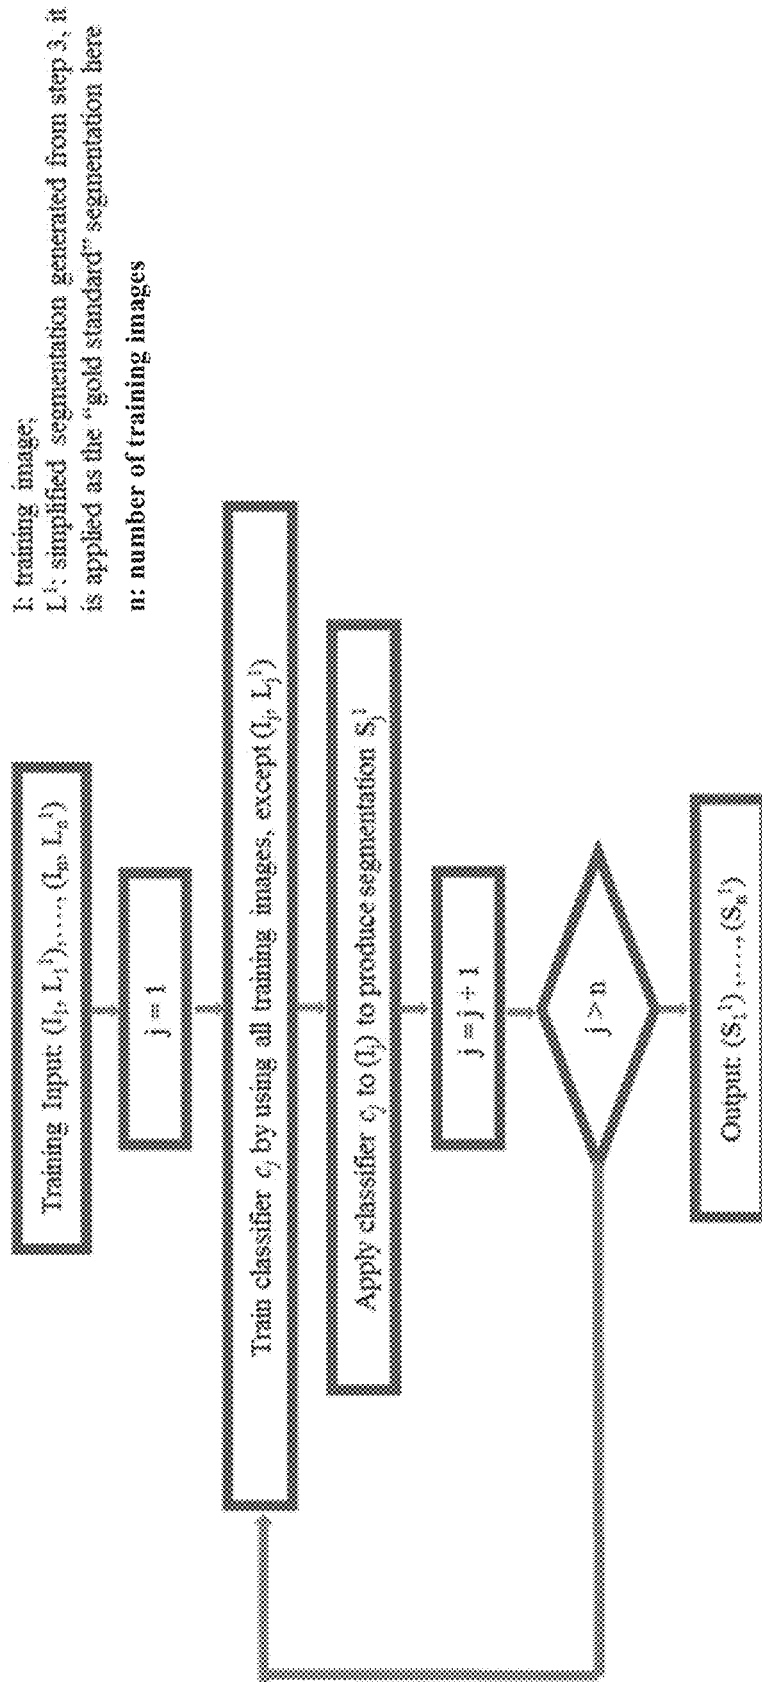 I: training image;
L¹: simplified segmentation generated from step 3, it
is applied as the "gold standard" segmentation here
n: number of training images
Training Input: (I₁, L₁¹),...., (Iₙ, Lₙ¹)
j = 1
Train classifier cⱼ by using all training images, except (Iⱼ, Lⱼ¹)
Apply classifier cⱼ to (Iⱼ) to produce segmentation Sⱼ¹
j = j + 1
j > n
Output: (S₁¹),...., (Sₙ¹)